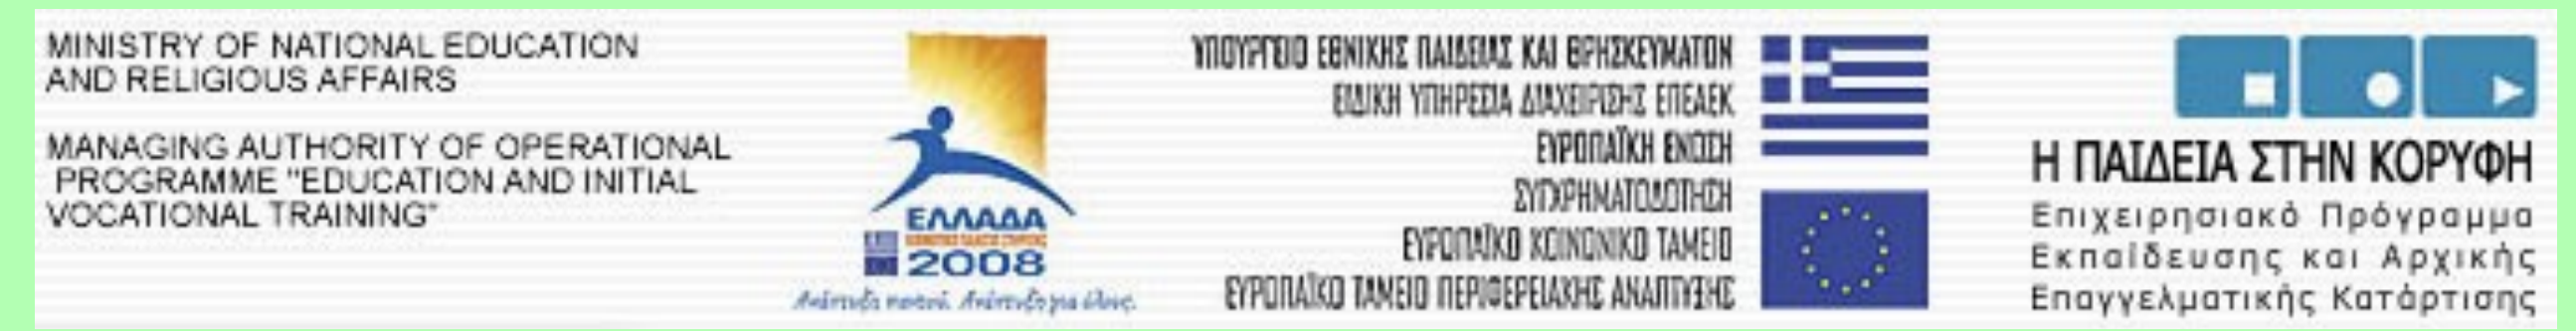 MINISTRY OF NATIONAL EDUCATION
AND RELIGIOUS AFFAIRS
MANAGING AUTHORITY OF OPERATIONAL
PROGRAMME "EDUCATION AND INITIAL
VOCATIONAL TRAINING"
ΕΛΛΑΔΑ
2008
ΥΠΟΥΡΓΕΙΟ ΕΘΝΙΚΗΣ ΠΑΙΔΕΙΑΣ ΚΑΙ ΘΡΗΣΚΕΥΜΑΤΩΝ
ΕΙΔΙΚΗ ΥΠΗΡΕΣΙΑ ΔΙΑΧΕΙΡΙΣΗΣ ΕΠΕΑΕΚ
ΕΥΡΩΠΑΪΚΗ ΕΝΩΣΗ
ΣΥΓΧΡΗΜΑΤΟΔΟΤΗΣΗ
ΕΥΡΩΠΑΪΚΟ ΚΟΙΝΩΝΙΚΟ ΤΑΜΕΙΟ
ΕΥΡΩΠΑΪΚΟ ΤΑΜΕΙΟ ΠΕΡΙΦΕΡΕΙΑΚΗΣ ΑΝΑΠΤΥΞΗΣ
Η ΠΑΙΔΕΙΑ ΣΤΗΝ ΚΟΡΥΦΗ
Επιχειρησιακό Πρόγραμμα
Εκπαίδευσης και Αρχικής
Επαγγελματικής Κατάρτισης